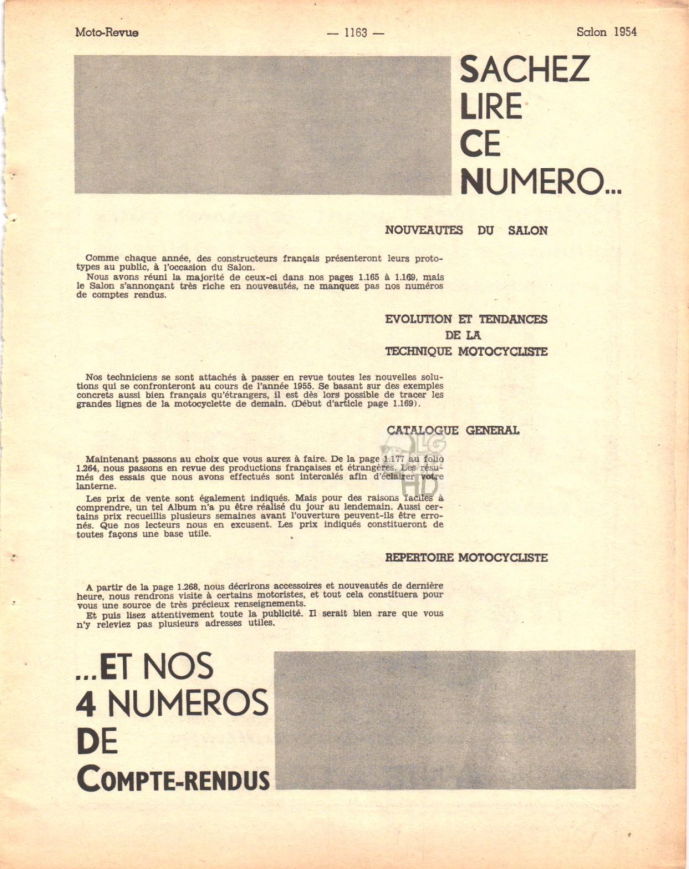 Moto-Revue — 1163 — Salon 1954
SACHEZ
LIRE
CE
NUMERO...
NOUVEAUTES DU SALON
Comme chaque année, des constructeurs français présenteront leurs proto-
types au public, à l'occasion du Salon.
Nous avons réuni la majorité de ceux-ci dans nos pages 1.165 à 1.169, mais
le Salon s'annonçant très riche en nouveautés, ne manquez pas nos numéros
de comptes rendus.
EVOLUTION ET TENDANCES
DE LA
TECHNIQUE MOTOCYCLISTE
Nos techniciens se sont attachés à passer en revue toutes les nouvelles solu-
tions qui se confronteront au cours de l'année 1955. Se basant sur des exemples
concrets aussi bien français qu'étrangers, il est dès lors possible de tracer les
grandes lignes de la motocyclette de demain. (Début d'article page 1.169).
CATALOGUE GENERAL
Maintenant passons au choix que vous aurez à faire. De la page 1.177 au folio
1.264, nous passons en revue des productions françaises et étrangères. Les résu-
més des essais que nous avons effectués sont intercalés afin d'éclairer votre
lanterne.
Les prix de vente sont également indiqués. Mais pour des raisons faciles à
comprendre, un tel Album n'a pu être réalisé du jour au lendemain. Aussi cer-
tains prix recueillis plusieurs semaines avant l'ouverture peuvent-ils être erro-
nés. Que nos lecteurs nous en excusent. Les prix indiqués constitueront de
toutes façons une base utile.
REPERTOIRE MOTOCYCLISTE
A partir de la page 1.268, nous décrirons accessoires et nouveautés de dernière
heure, nous rendrons visite à certains motoristes, et tout cela constituera pour
vous une source de très précieux renseignements.
Et puis lisez attentivement toute la publicité. Il serait bien rare que vous
n'y releviez pas plusieurs adresses utiles.
...ET NOS
4 NUMEROS
DE
COMPTE-RENDUS